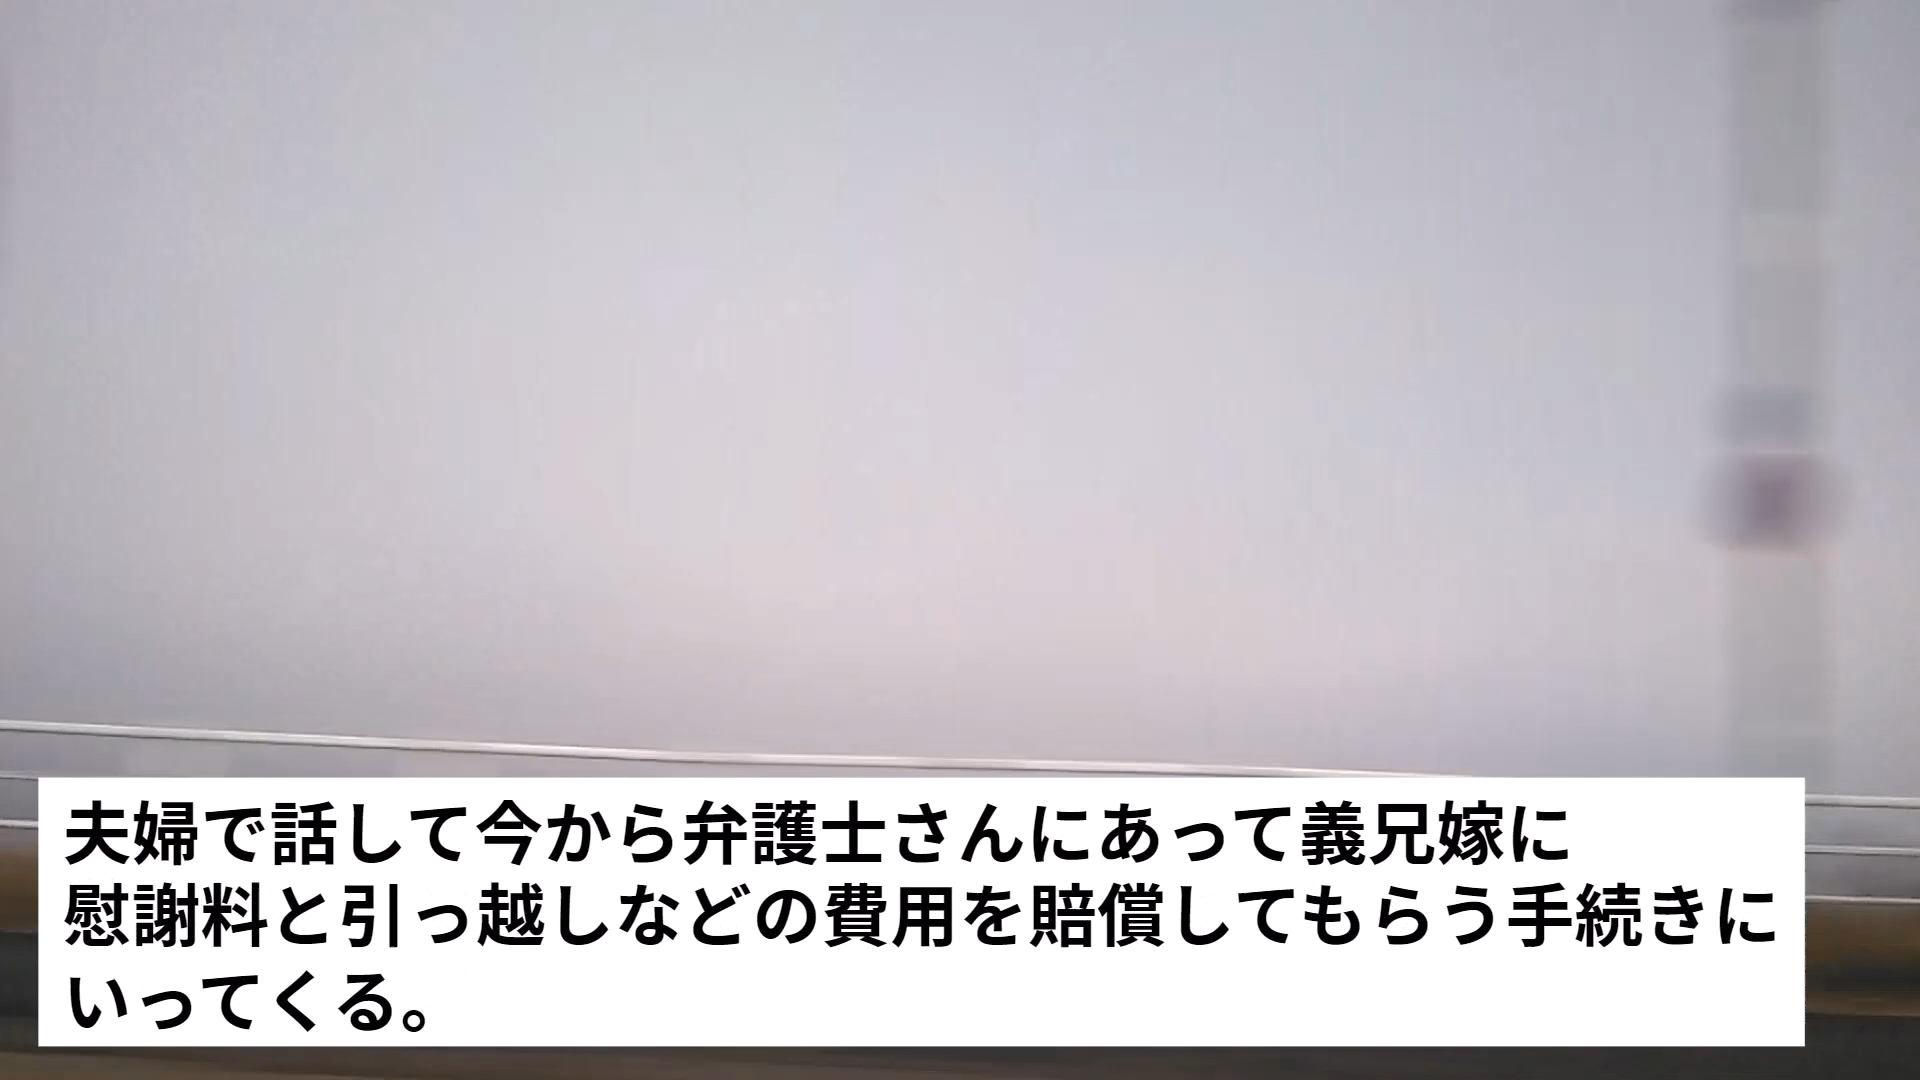 夫婦で話して今から弁護士さんにあって義兄嫁に
慰謝料と引っ越しなどの費用を賠償してもらう手続きに
いってくる。